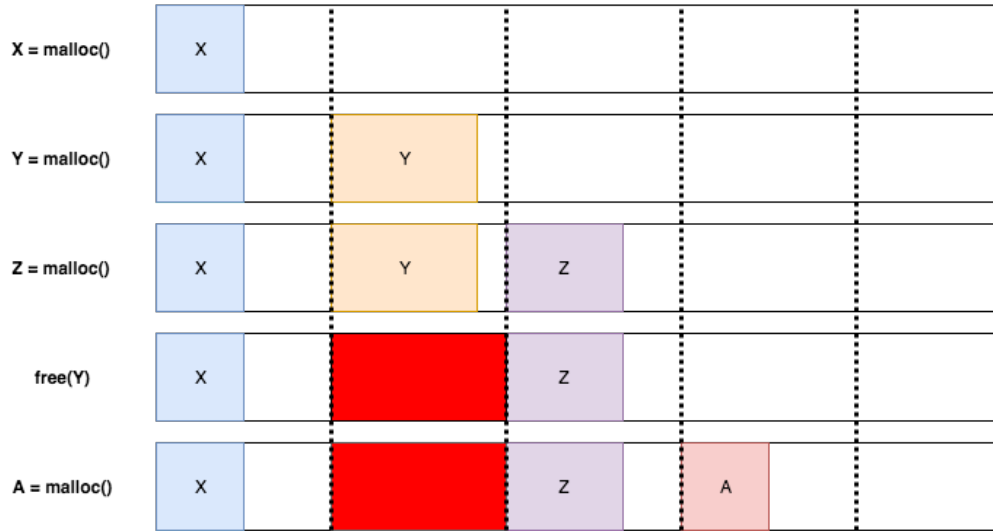 X = malloc() X
Y = malloc() X Y
Z = malloc() X Y Z
free(Y) X Z
A = malloc() X Z A